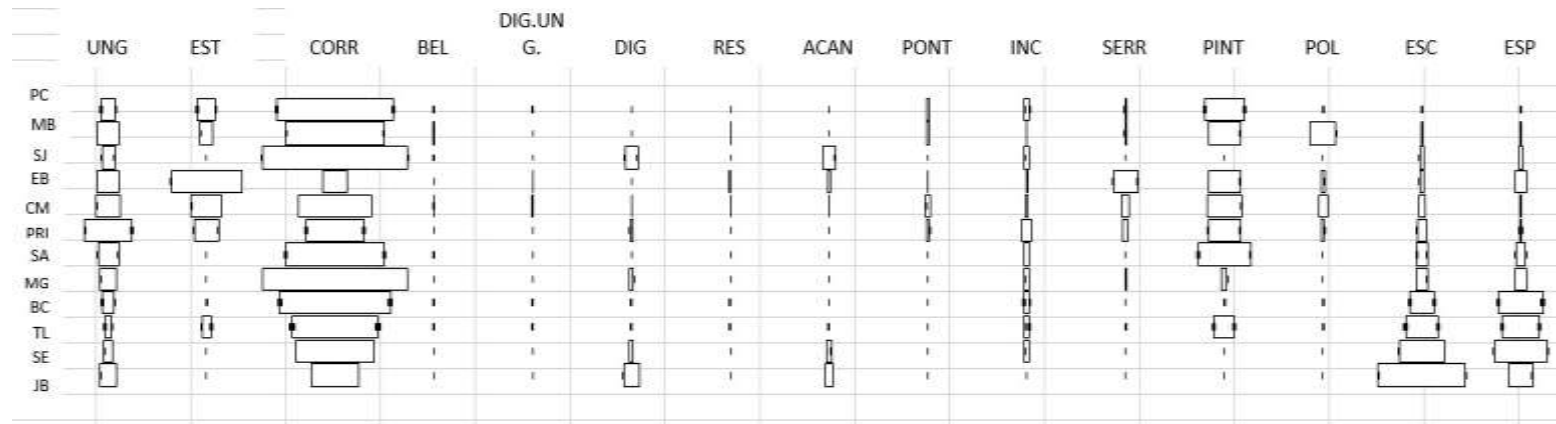 DIG.UN
UNG EST CORR BEL G. DIG RES ACAN PONT INC SERR PINT POL ESC ESP
PC
MB
SJ
EB
CM
PRI
SA
MG
BC
TL
SE
JB